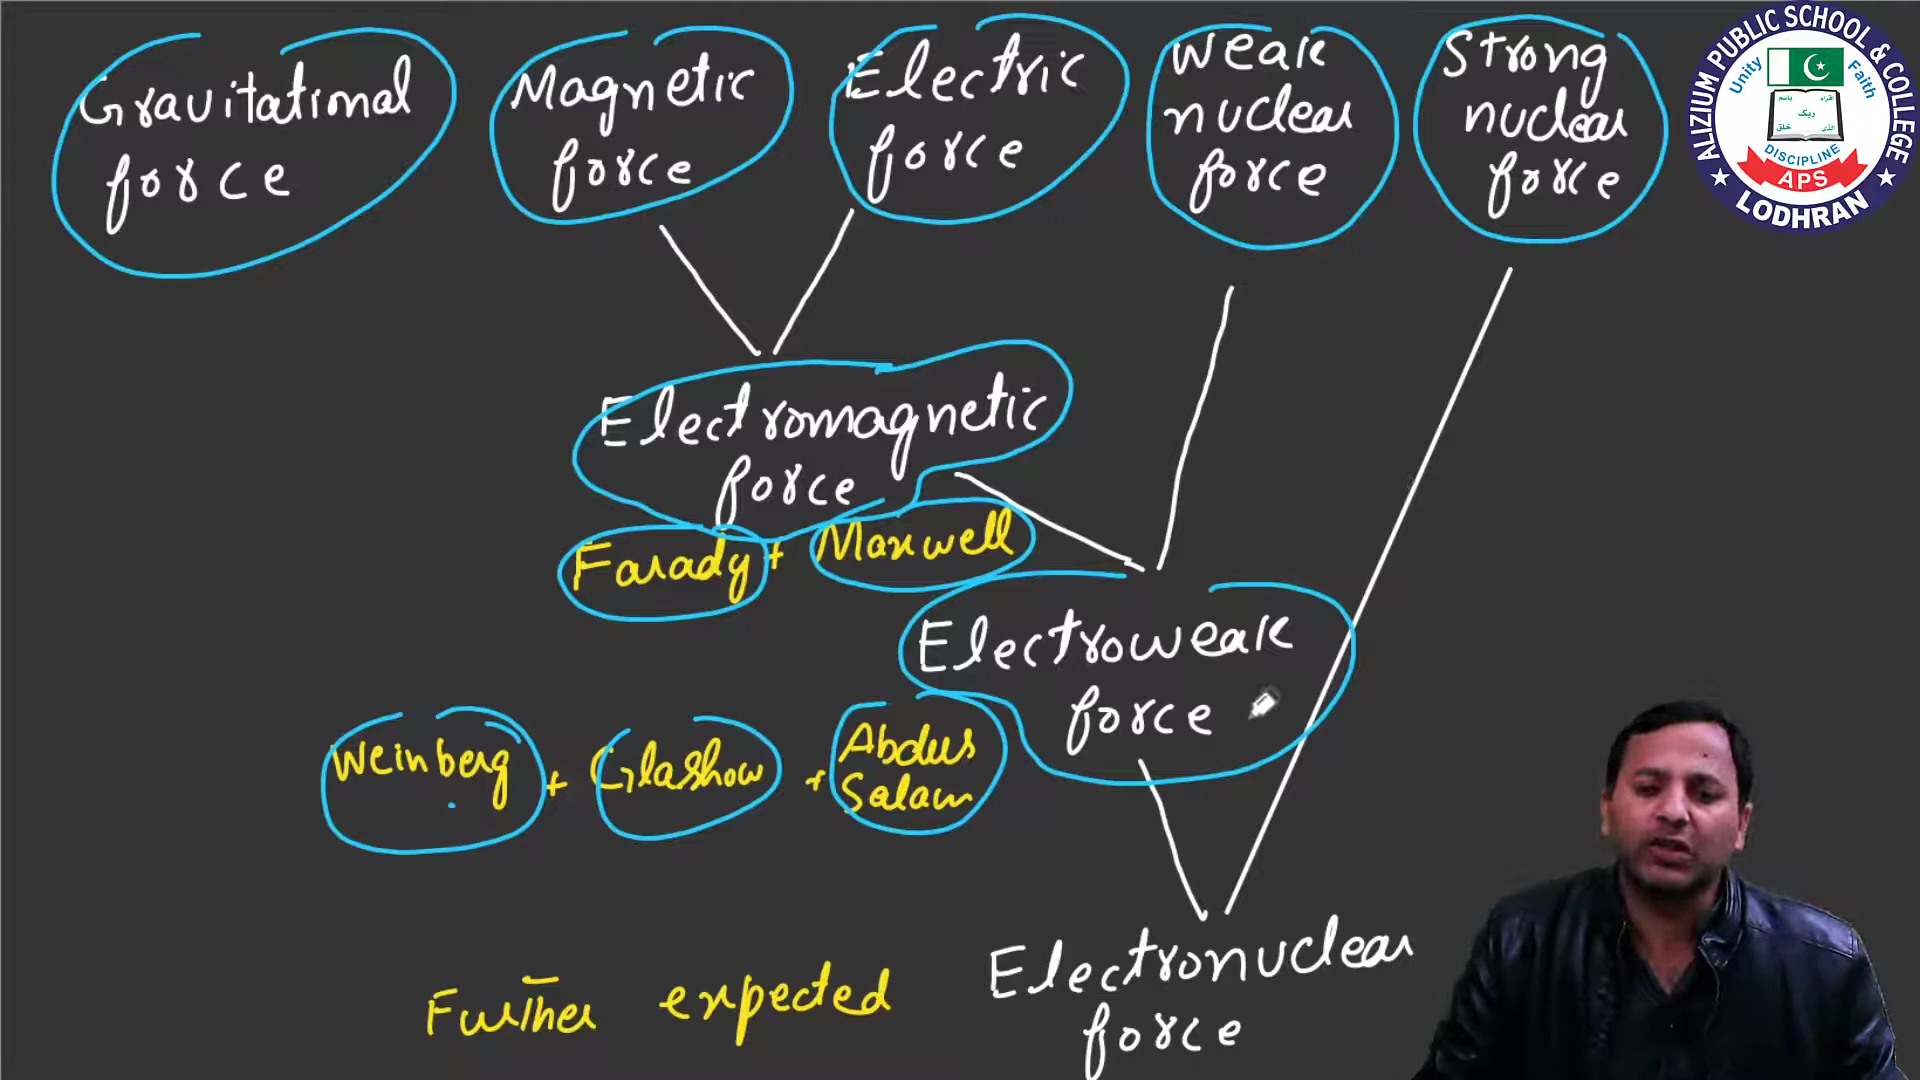 Gravitational
force
Magnetic
force
Electric
force
Weak
nuclear
force
Strong
nuclear
force
ALIZIUM PUBLIC SCHOOL & COLLEGE
Unity
Faith
DISCIPLINE
APS
LODHRAN
Electromagnetic
force
Farady + Maxwell
Electroweak
force
Weinberg + Glashow + Abdus
Salam
Electronuclear
force
Further expected